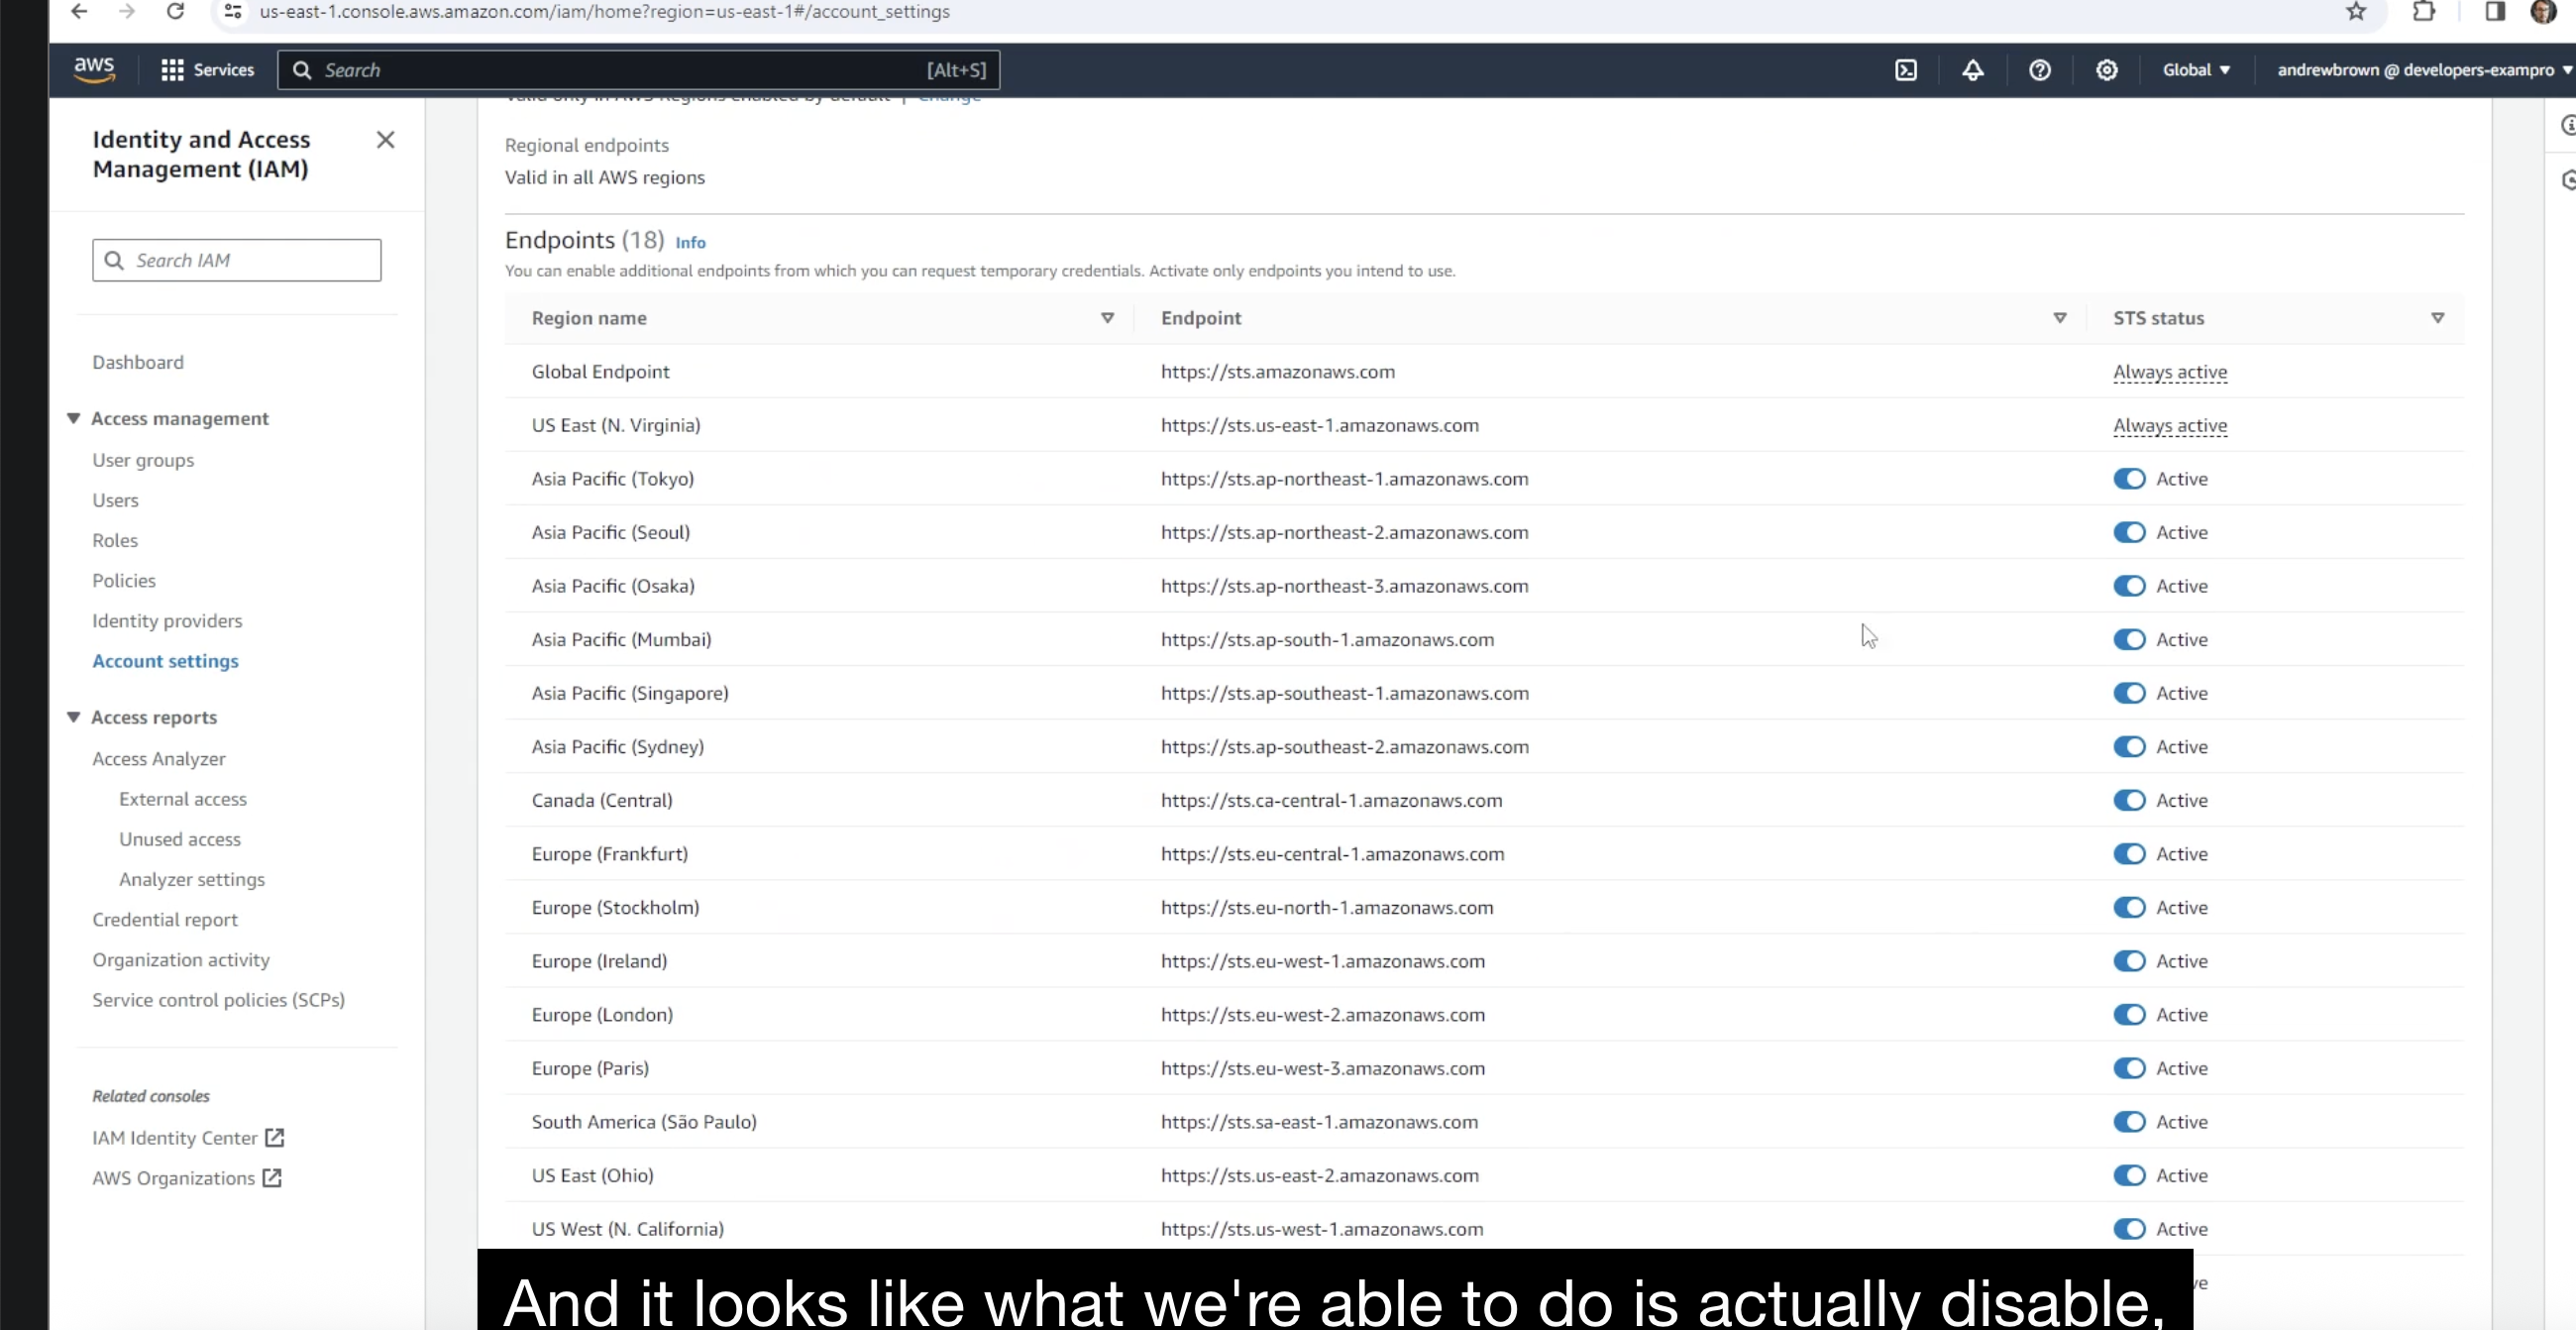 us-east-1.console.aws.amazon.com/iam/home?region=us-east-1#/account_settings
aws
Services
Search
[Alt+S]
Global
andrewbrown @ developers-exampro
Identity and Access
Management (IAM)
Search IAM
Dashboard
Access management
User groups
Users
Roles
Policies
Identity providers
Account settings
Access reports
Access Analyzer
External access
Unused access
Analyzer settings
Credential report
Organization activity
Service control policies (SCPs)
Related consoles
IAM Identity Center
AWS Organizations
Valid only in AWS Regions enabled by default | Change
Regional endpoints
Valid in all AWS regions
Endpoints (18) Info
You can enable additional endpoints from which you can request temporary credentials. Activate only endpoints you intend to use.
Region name Endpoint STS status
Global Endpoint https://sts.amazonaws.com Always active
US East (N. Virginia) https://sts.us-east-1.amazonaws.com Always active
Asia Pacific (Tokyo) https://sts.ap-northeast-1.amazonaws.com Active
Asia Pacific (Seoul) https://sts.ap-northeast-2.amazonaws.com Active
Asia Pacific (Osaka) https://sts.ap-northeast-3.amazonaws.com Active
Asia Pacific (Mumbai) https://sts.ap-south-1.amazonaws.com Active
Asia Pacific (Singapore) https://sts.ap-southeast-1.amazonaws.com Active
Asia Pacific (Sydney) https://sts.ap-southeast-2.amazonaws.com Active
Canada (Central) https://sts.ca-central-1.amazonaws.com Active
Europe (Frankfurt) https://sts.eu-central-1.amazonaws.com Active
Europe (Stockholm) https://sts.eu-north-1.amazonaws.com Active
Europe (Ireland) https://sts.eu-west-1.amazonaws.com Active
Europe (London) https://sts.eu-west-2.amazonaws.com Active
Europe (Paris) https://sts.eu-west-3.amazonaws.com Active
South America (São Paulo) https://sts.sa-east-1.amazonaws.com Active
US East (Ohio) https://sts.us-east-2.amazonaws.com Active
US West (N. California) https://sts.us-west-1.amazonaws.com Active
And it looks like what we're able to do is actually disable,